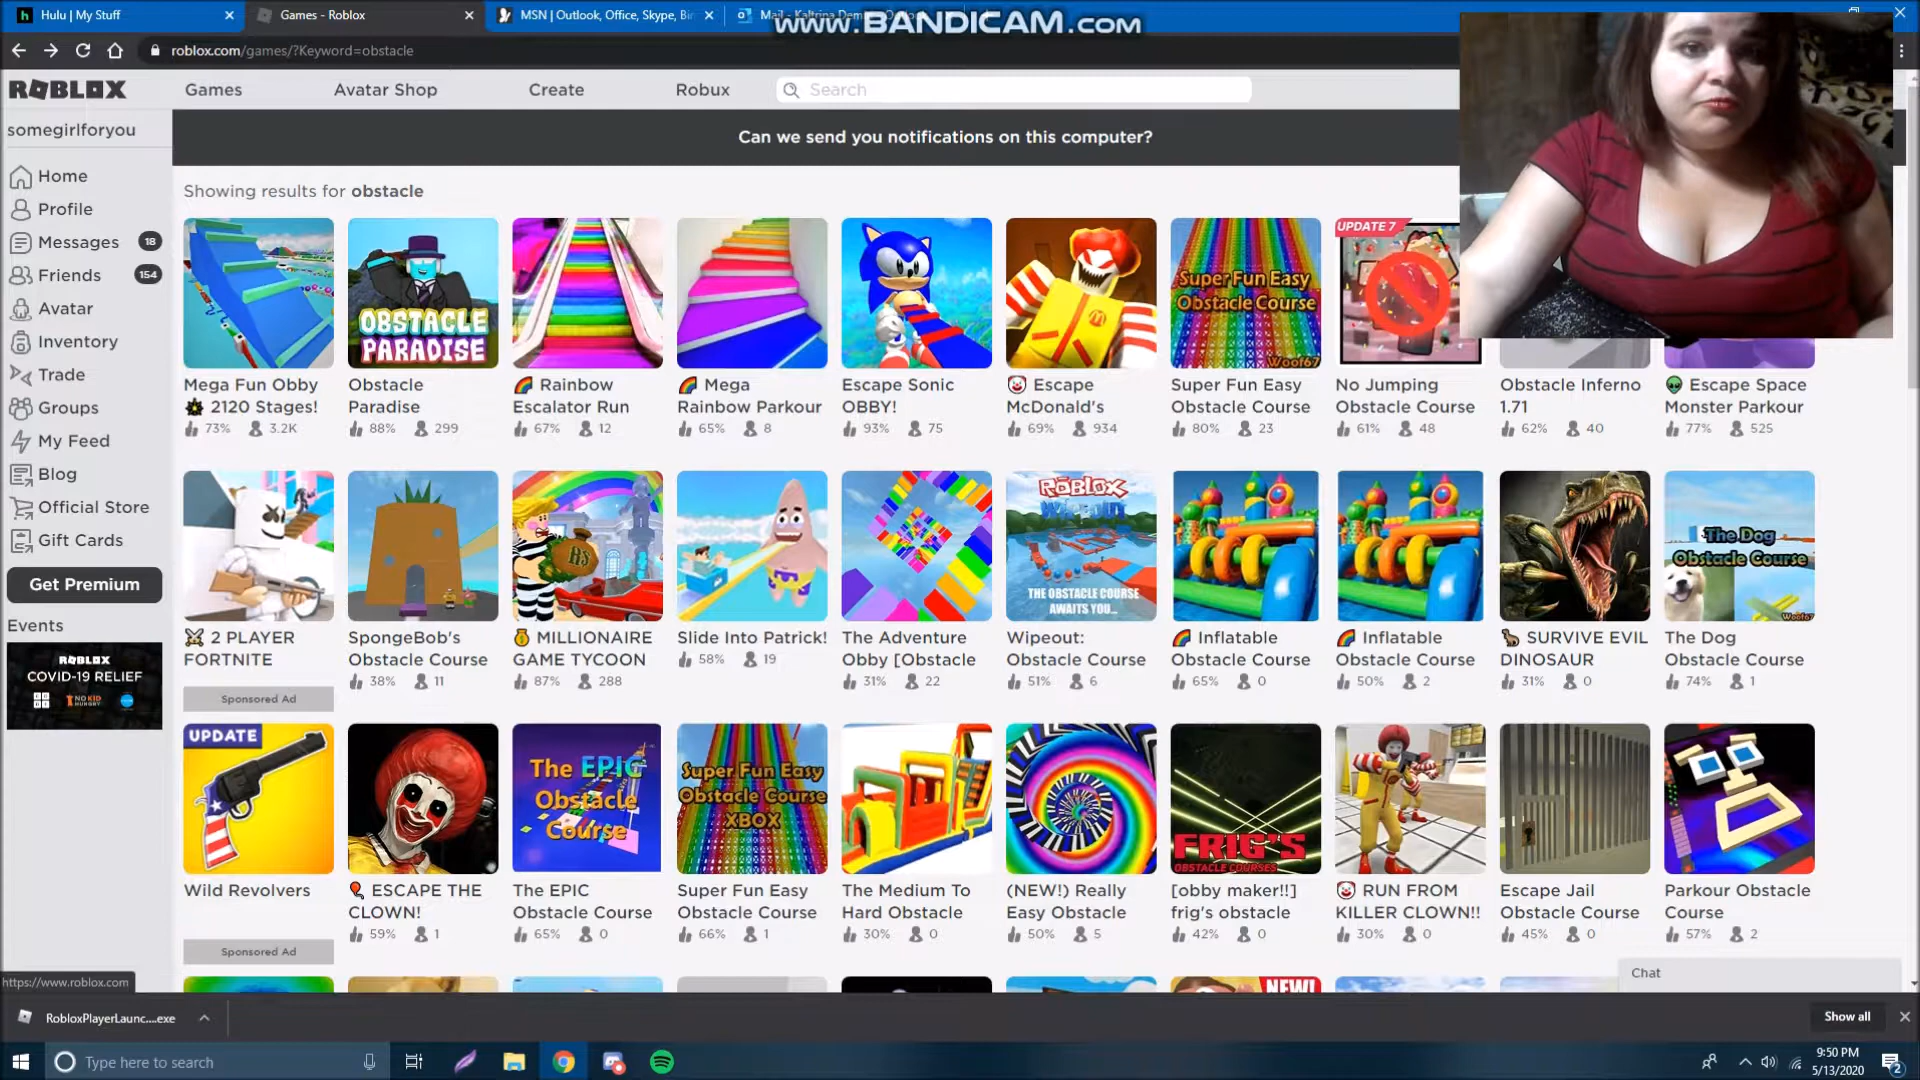 Hulu | My Stuff
Games - Roblox
MSN | Outlook, Office, Skype, Bin
www.BANDICAM.com
roblox.com/games/?Keyword=obstacle
ROBLOX
Games
Avatar Shop
Create
Robux
Search
somegirlforyou
Can we send you notifications on this computer?
Home
Profile
Messages 18
Friends 154
Avatar
Inventory
Trade
Groups
My Feed
Blog
Official Store
Gift Cards
Get Premium
Events
ROBLOX
COVID-19 RELIEF
NO KID
HUNGRY
Showing results for obstacle
OBSTACLE
PARADISE
Super Fun Easy
Obstacle Course
Woof67
UPDATE 7
Mega Fun Obby
2120 Stages!
73% 3.2K
Obstacle
Paradise
88% 299
Rainbow
Escalator Run
67% 12
Mega
Rainbow Parkour
65% 8
Escape Sonic
OBBY!
93% 75
Escape
McDonald's
69% 934
Super Fun Easy
Obstacle Course
80% 23
No Jumping
Obstacle Course
61% 48
Obstacle Inferno
1.71
62% 40
Escape Space
Monster Parkour
77% 525
R$
ROBLOX
WIPEOUT
THE OBSTACLE COURSE
AWAITS YOU...
The Dog
Obstacle Course
Woof67
2 PLAYER
FORTNITE
Sponsored Ad
SpongeBob's
Obstacle Course
38% 11
MILLIONAIRE
GAME TYCOON
87% 288
Slide Into Patrick!
58% 19
The Adventure
Obby [Obstacle
31% 22
Wipeout:
Obstacle Course
51% 6
Inflatable
Obstacle Course
65% 0
Inflatable
Obstacle Course
50% 2
SURVIVE EVIL
DINOSAUR
31% 0
The Dog
Obstacle Course
74% 1
UPDATE
The EPIC
Obstacle
Course
Super Fun Easy
Obstacle Course
XBOX
FRIG'S
OBSTACLE COURSES
Wild Revolvers
Sponsored Ad
ESCAPE THE
CLOWN!
59% 1
The EPIC
Obstacle Course
65% 0
Super Fun Easy
Obstacle Course
66% 1
The Medium To
Hard Obstacle
30% 0
(NEW!) Really
Easy Obstacle
50% 5
[obby maker!!]
frig's obstacle
42% 0
RUN FROM
KILLER CLOWN!!
30% 0
Escape Jail
Obstacle Course
45% 0
Parkour Obstacle
Course
57% 2
NEW!
Chat
https://www.roblox.com
RobloxPlayerLaunc....exe
Show all
Type here to search
9:50 PM
5/13/2020
2